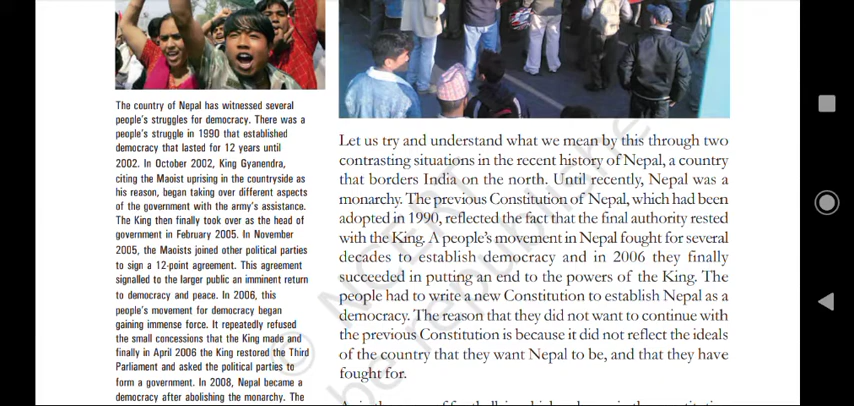 The country of Nepal has witnessed several
people's struggles for democracy. There was a
people's struggle in 1990 that established
democracy that lasted for 12 years until
2002. In October 2002, King Gyanendra,
citing the Maoist uprising in the countryside as
his reason, began taking over different aspects
of the government with the army's assistance.
The King then finally took over as the head of
government in February 2005. In November
2005, the Maoists joined other political parties
to sign a 12-point agreement. This agreement
signalled to the larger public an imminent return
to democracy and peace. In 2006, this
people's movement for democracy began
gaining immense force. It repeatedly refused
the small concessions that the King made and
finally in April 2006 the King restored the Third
Parliament and asked the political parties to
form a government. In 2008, Nepal became a
democracy after abolishing the monarchy. The
Let us try and understand what we mean by this through two
contrasting situations in the recent history of Nepal, a country
that borders India on the north. Until recently, Nepal was a
monarchy. The previous Constitution of Nepal, which had been
adopted in 1990, reflected the fact that the final authority rested
with the King. A people's movement in Nepal fought for several
decades to establish democracy and in 2006 they finally
succeeded in putting an end to the powers of the King. The
people had to write a new Constitution to establish Nepal as a
democracy. The reason that they did not want to continue with
the previous Constitution is because it did not reflect the ideals
of the country that they want Nepal to be, and that they have
fought for.
© NCERT
be republishe